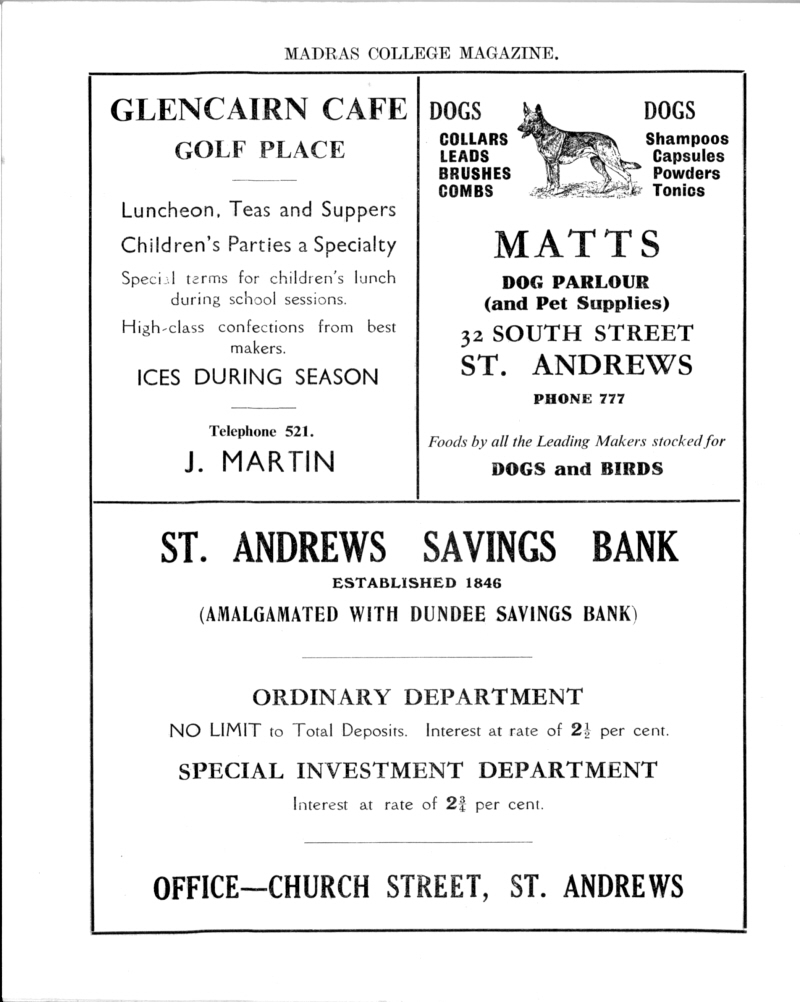 MADRAS COLLEGE MAGAZINE.
GLENCAIRN CAFE
GOLF PLACE
Luncheon, Teas and Suppers
Children's Parties a Specialty
Special terms for children's lunch
during school sessions.
High-class confections from best
makers.
ICES DURING SEASON
Telephone 521.
J. MARTIN
DOGS
COLLARS
LEADS
BRUSHES
COMBS
DOGS
Shampoos
Capsules
Powders
Tonics
MATTS
DOG PARLOUR
(and Pet Supplies)
32 SOUTH STREET
ST. ANDREWS
PHONE 777
Foods by all the Leading Makers stocked for
DOGS and BIRDS
ST. ANDREWS SAVINGS BANK
ESTABLISHED 1846
(AMALGAMATED WITH DUNDEE SAVINGS BANK)
ORDINARY DEPARTMENT
NO LIMIT to Total Deposits. Interest at rate of 2½ per cent.
SPECIAL INVESTMENT DEPARTMENT
Interest at rate of 2¾ per cent.
OFFICE—CHURCH STREET, ST. ANDREWS